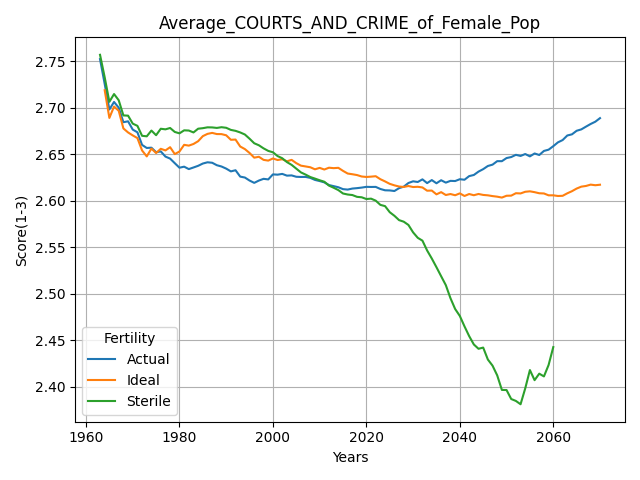 Average_COURTS_AND_CRIME_of_Female_Pop
Score(1-3)
2.75
2.70
2.65
2.60
2.55
2.50
2.45
2.40
Fertility
Actual
Ideal
Sterile
1960 1980 2000 2020 2040 2060
Years